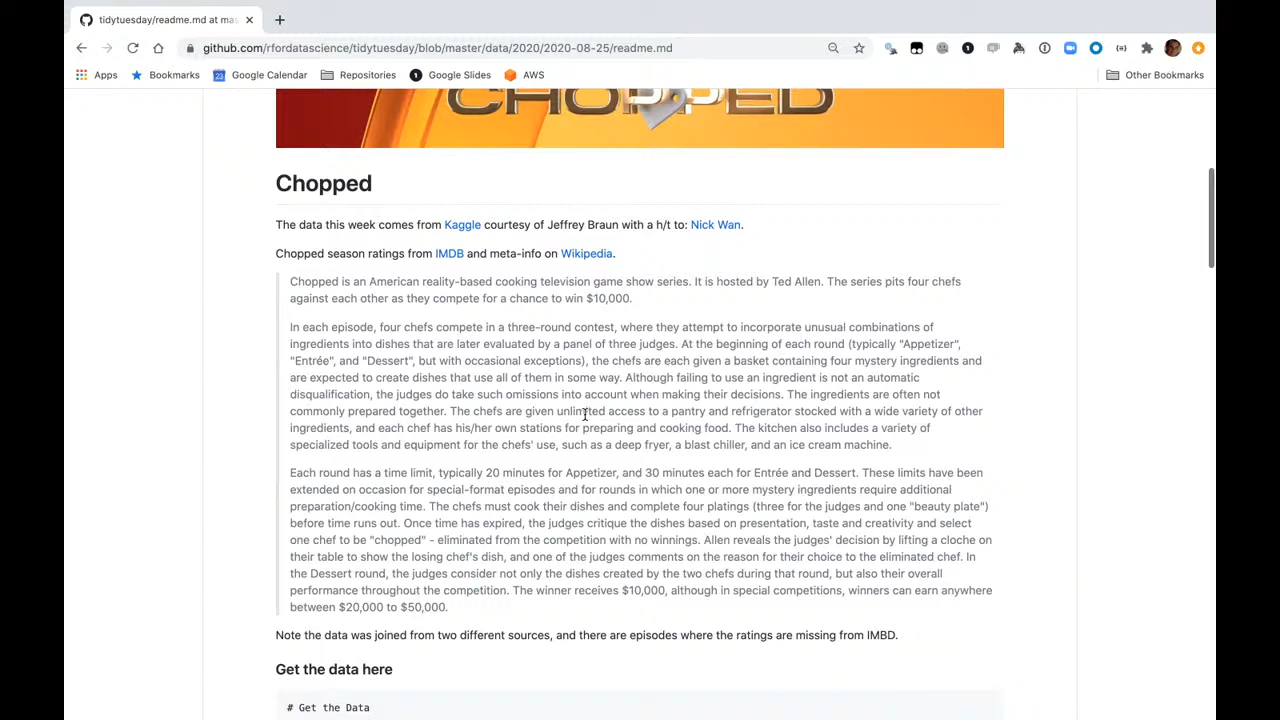 tidytuesday/readme.md at mas
github.com/rfordatascience/tidytuesday/blob/master/data/2020/2020-08-25/readme.md
Apps Bookmarks Google Calendar Repositories Google Slides AWS Other Bookmarks
CHOPPED
Chopped
The data this week comes from Kaggle courtesy of Jeffrey Braun with a h/t to: Nick Wan.
Chopped season ratings from IMDB and meta-info on Wikipedia.
Chopped is an American reality-based cooking television game show series. It is hosted by Ted Allen. The series pits four chefs
against each other as they compete for a chance to win $10,000.
In each episode, four chefs compete in a three-round contest, where they attempt to incorporate unusual combinations of
ingredients into dishes that are later evaluated by a panel of three judges. At the beginning of each round (typically "Appetizer",
"Entrée", and "Dessert", but with occasional exceptions), the chefs are each given a basket containing four mystery ingredients and
are expected to create dishes that use all of them in some way. Although failing to use an ingredient is not an automatic
disqualification, the judges do take such omissions into account when making their decisions. The ingredients are often not
commonly prepared together. The chefs are given unlimited access to a pantry and refrigerator stocked with a wide variety of other
ingredients, and each chef has his/her own stations for preparing and cooking food. The kitchen also includes a variety of
specialized tools and equipment for the chefs' use, such as a deep fryer, a blast chiller, and an ice cream machine.
Each round has a time limit, typically 20 minutes for Appetizer, and 30 minutes each for Entrée and Dessert. These limits have been
extended on occasion for special-format episodes and for rounds in which one or more mystery ingredients require additional
preparation/cooking time. The chefs must cook their dishes and complete four platings (three for the judges and one "beauty plate")
before time runs out. Once time has expired, the judges critique the dishes based on presentation, taste and creativity and select
one chef to be "chopped" - eliminated from the competition with no winnings. Allen reveals the judges' decision by lifting a cloche on
their table to show the losing chef's dish, and one of the judges comments on the reason for their choice to the eliminated chef. In
the Dessert round, the judges consider not only the dishes created by the two chefs during that round, but also their overall
performance throughout the competition. The winner receives $10,000, although in special competitions, winners can earn anywhere
between $20,000 to $50,000.
Note the data was joined from two different sources, and there are episodes where the ratings are missing from IMBD.
Get the data here
# Get the Data